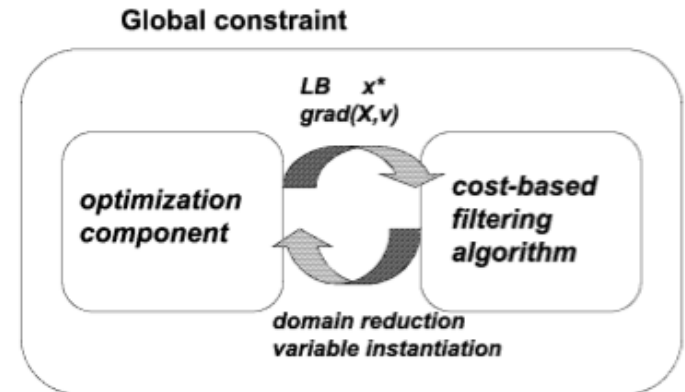 Global constraint
LB x*
grad(X,v)
optimization
component
cost-based
filtering
algorithm
domain reduction
variable instantiation